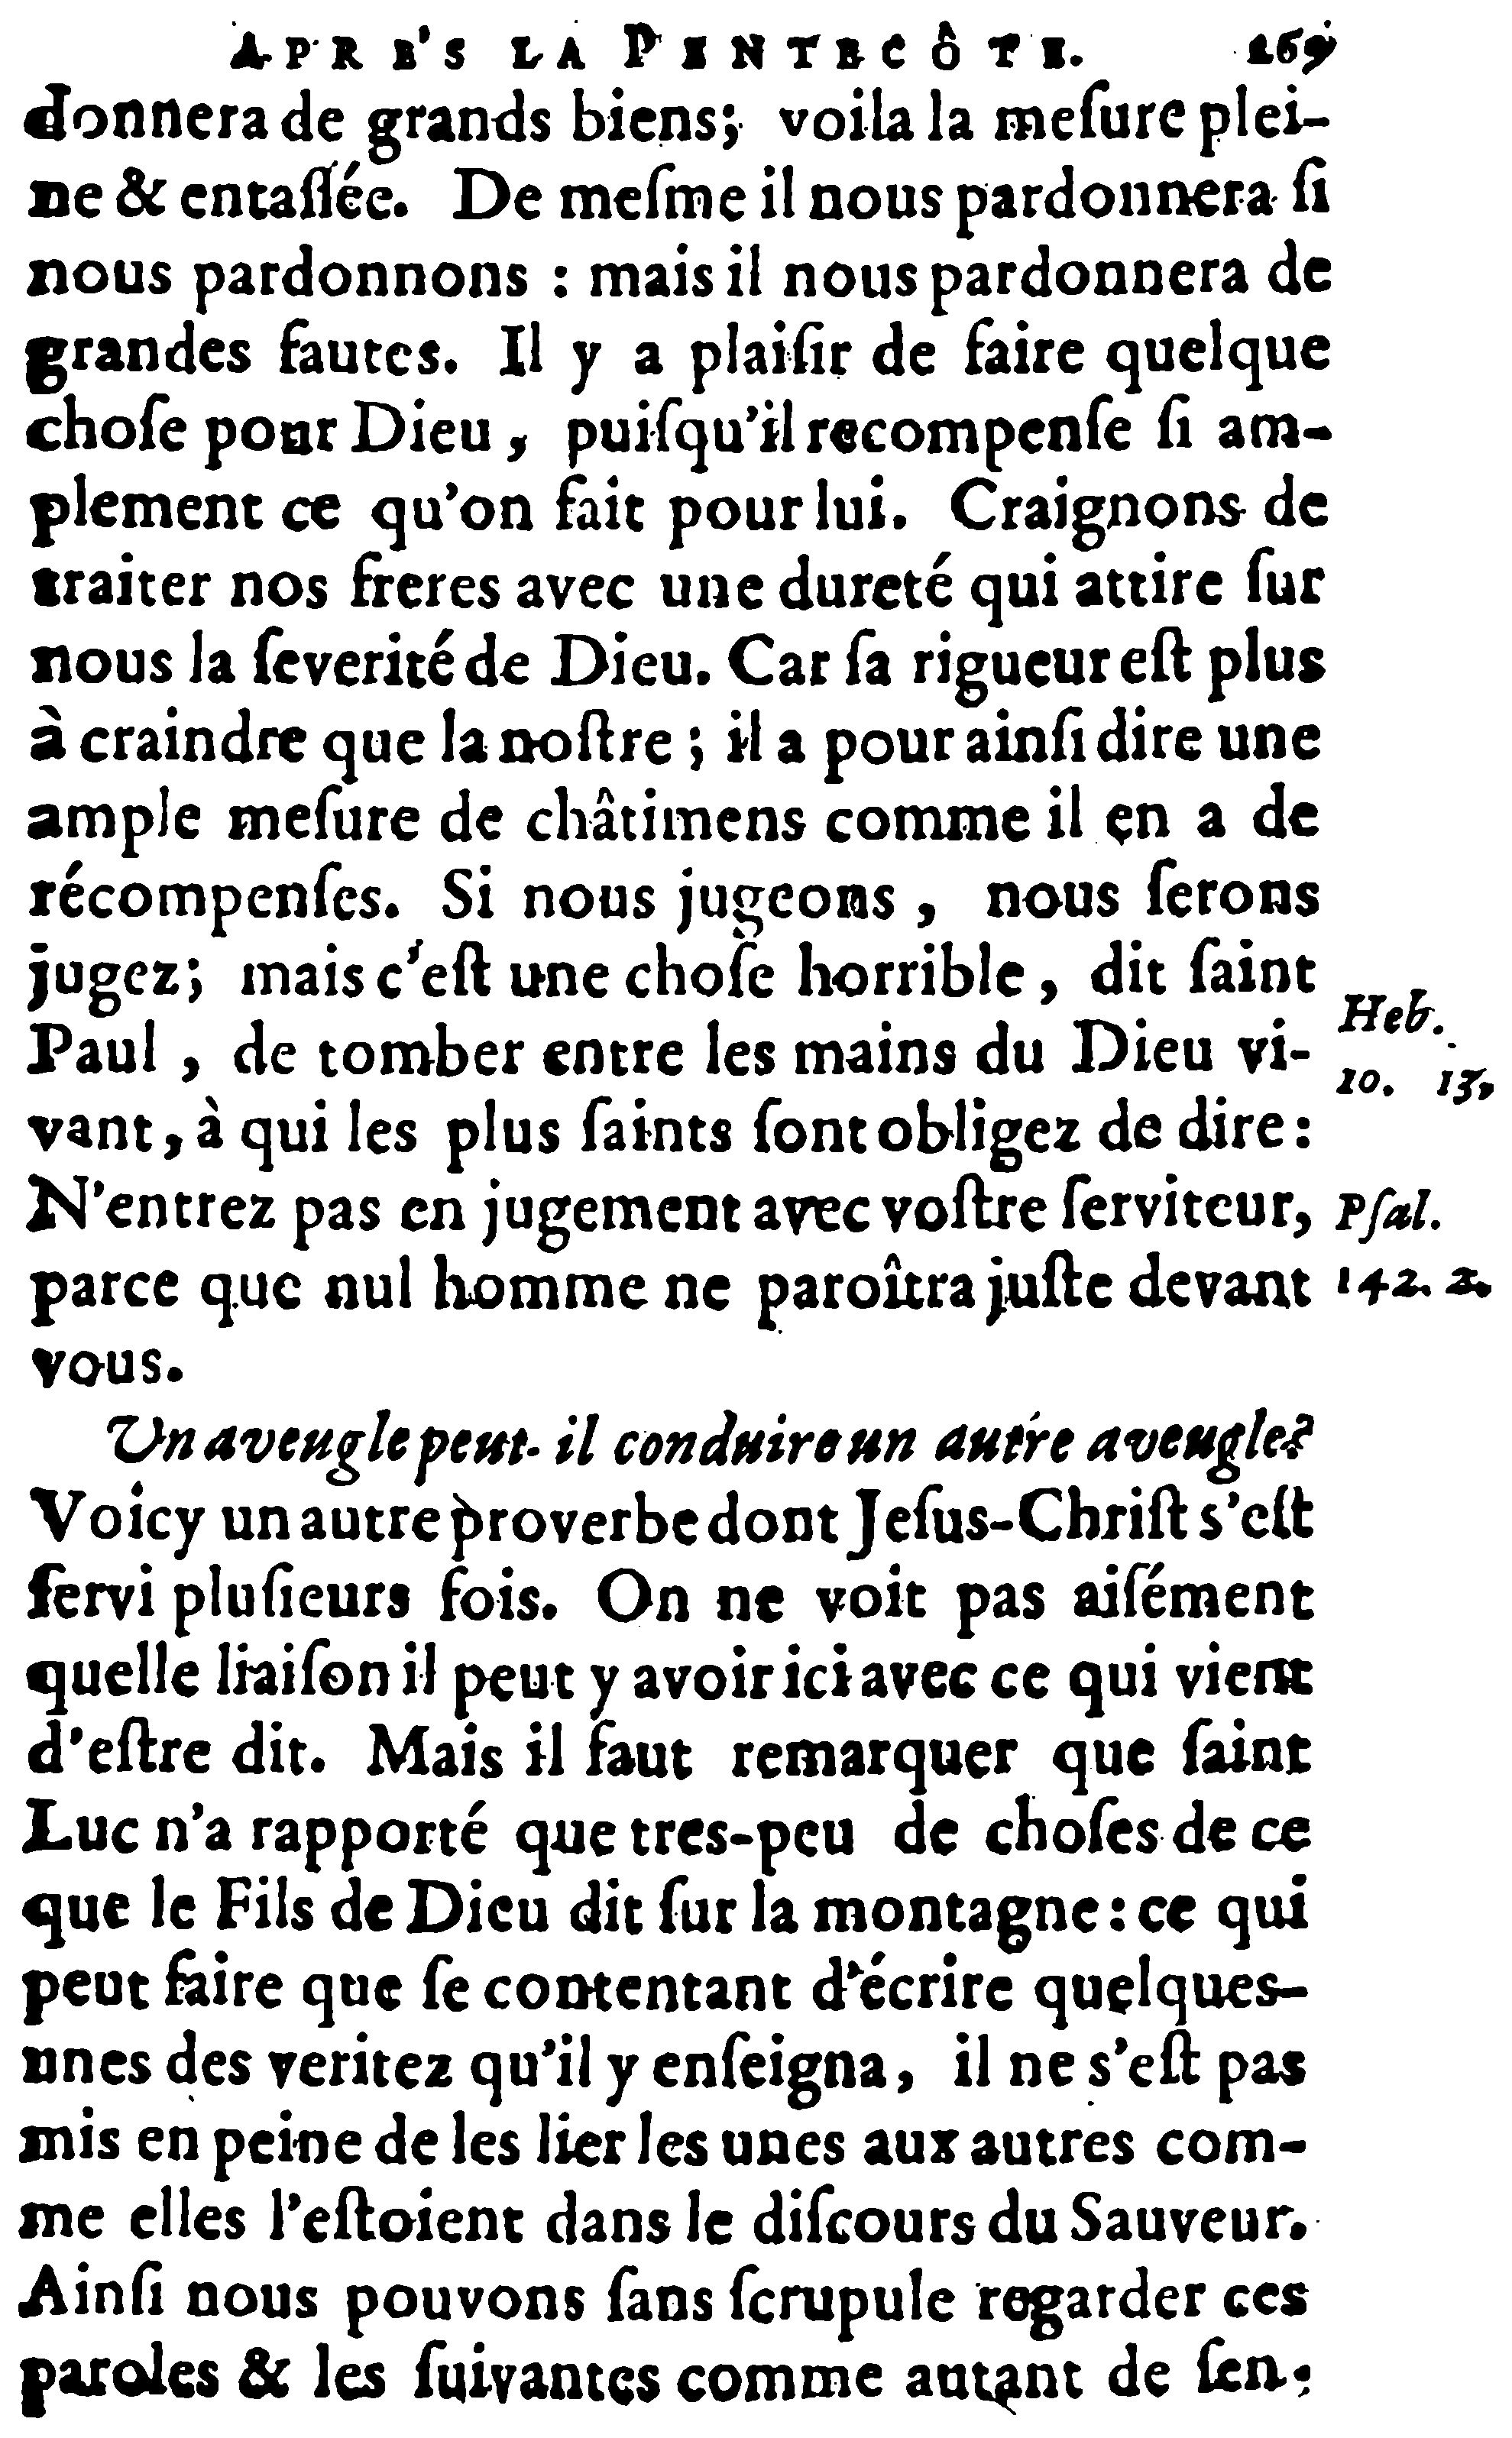 APRE'S LA PENTECÔTE. 269
donnera de grands biens; voila la meſure plei-
ne & entaſſée. De meſme il nous pardonnera ſi
nous pardonnons : mais il nous pardonnera de
grandes fautes. Il y a plaiſir de faire quelque
choſe pour Dieu, puiſqu'il recompenſe ſi am-
plement ce qu'on fait pour lui. Craignons de
traiter nos freres avec une dureté qui attire ſur
nous la ſeverité de Dieu. Car ſa rigueur eſt plus
à craindre que la noſtre ; il a pour ainſi dire une
ample meſure de châtimens comme il en a de
récompenſes. Si nous jugeons, nous ſerons
jugez; mais c'eſt une choſe horrible, dit ſaint
Paul, de tomber entre les mains du Dieu vi-
vant, à qui les plus ſaints ſont obligez de dire:
N'entrez pas en jugement avec voſtre ſerviteur,
parce que nul homme ne paroîtra juſte devant
vous.
Heb.
10. 13,
Pſal.
142. 2.
Un aveugle peut-il conduire un autre aveugle?
Voicy un autre proverbe dont Jeſus-Chriſt s'eſt
ſervi pluſieurs fois. On ne voit pas aiſément
quelle liaiſon il peut y avoir ici avec ce qui vient
d'eſtre dit. Mais il faut remarquer que ſaint
Luc n'a rapporté que tres-peu de choſes de ce
que le Fils de Dieu dit ſur la montagne : ce qui
peut faire que ſe contentant d'écrire quelques-
unes des veritez qu'il y enſeigna, il ne s'eſt pas
mis en peine de les lier les unes aux autres com-
me elles l'eſtoient dans le diſcours du Sauveur.
Ainſi nous pouvons ſans ſcrupule regarder ces
paroles & les ſuivantes comme autant de ſen-